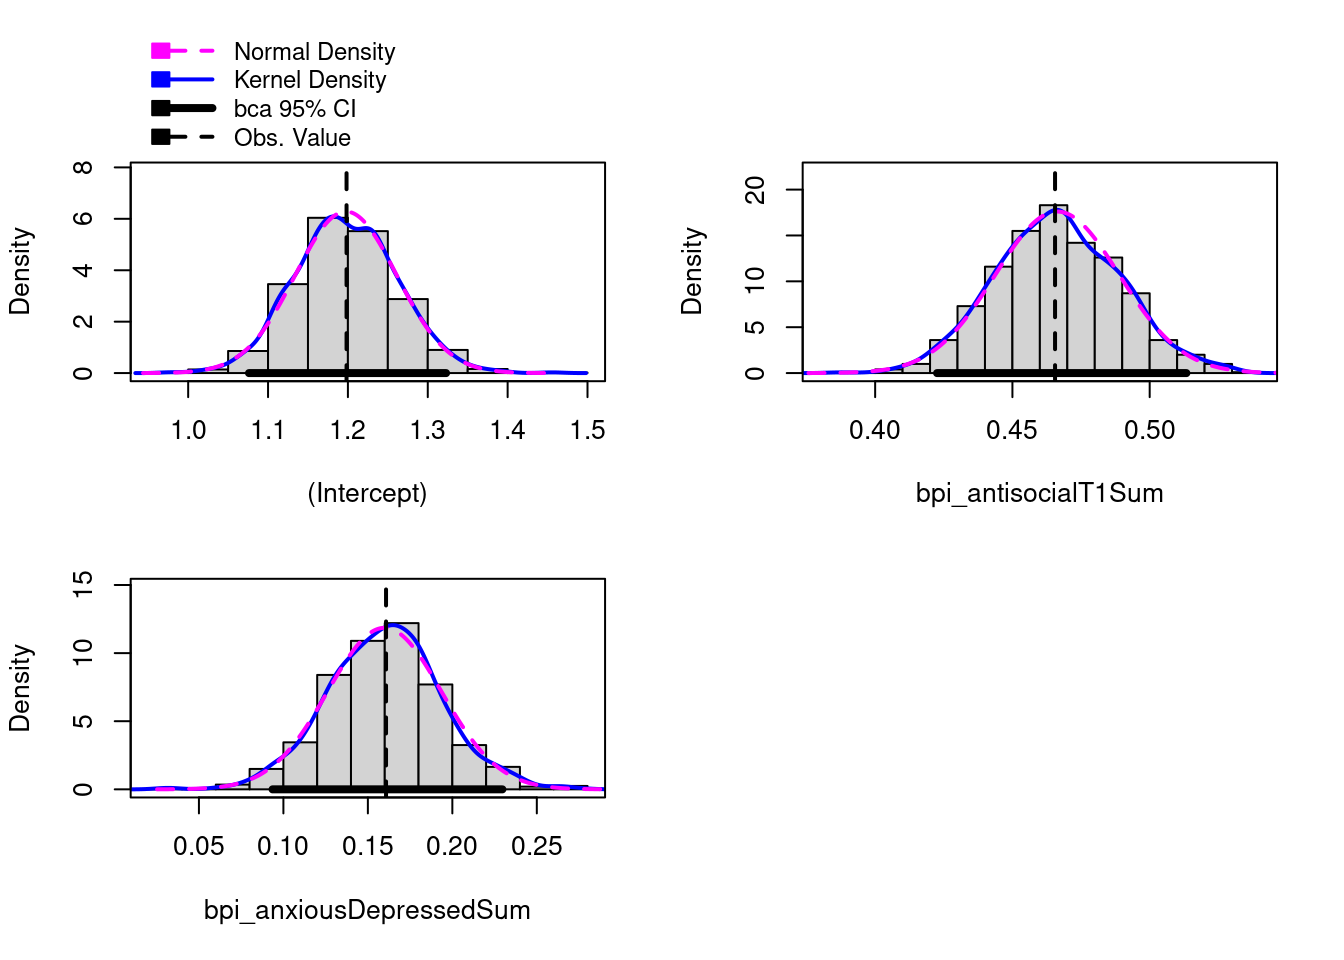 Normal Density
Kernel Density
bca 95% CI
Obs. Value
Density
0 2 4 6 8
1.0 1.1 1.2 1.3 1.4 1.5
(Intercept)
Density
0 5 10 20
0.40 0.45 0.50
bpi_antisocialT1Sum
Density
0 5 10 15
0.05 0.10 0.15 0.20 0.25
bpi_anxiousDepressedSum